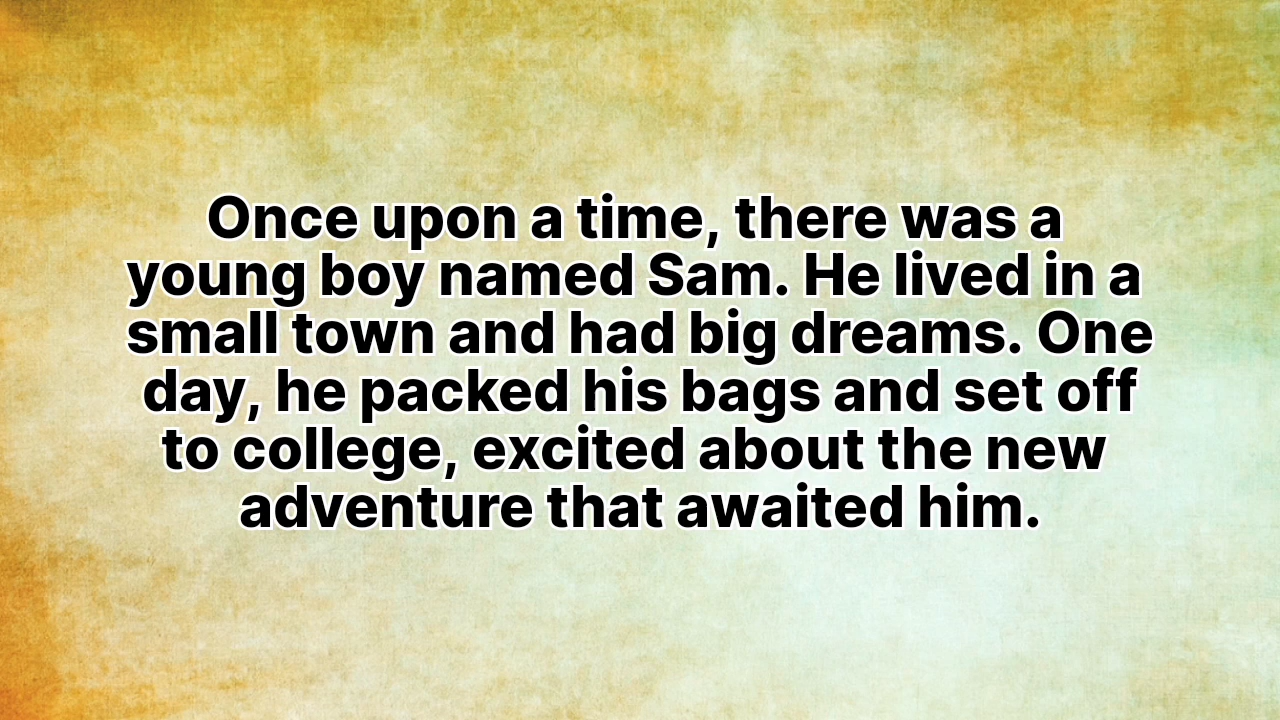 Once upon a time, there was a
young boy named Sam. He lived in a
small town and had big dreams. One
day, he packed his bags and set off
to college, excited about the new
adventure that awaited him.